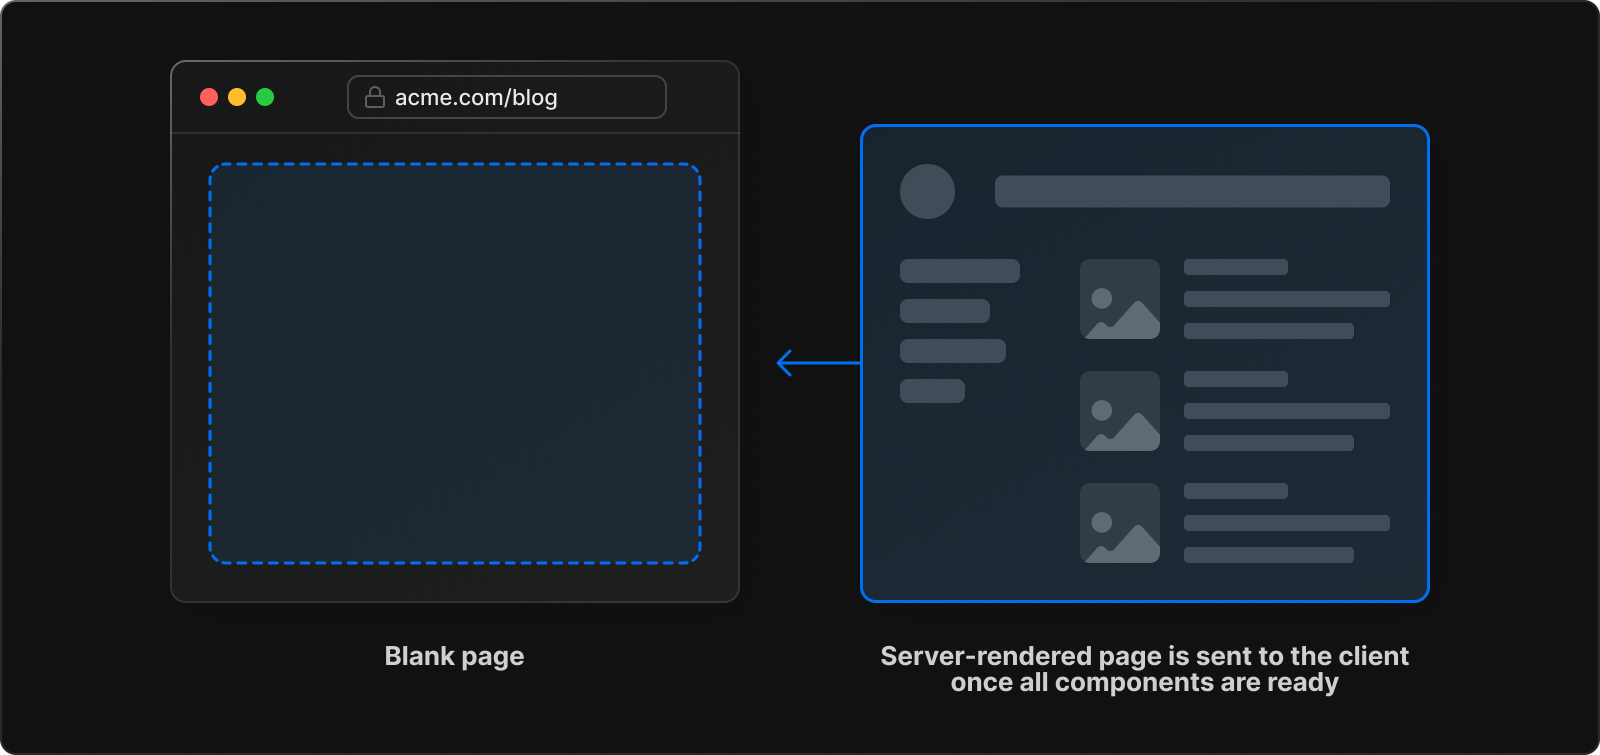 acme.com/blog
Blank page
Server-rendered page is sent to the client
once all components are ready